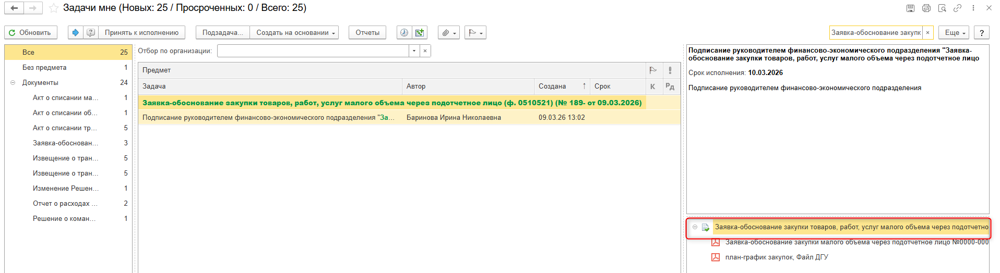 Задачи мне (Новых: 25 / Просроченных: 0 / Всего: 25)
Обновить
Принять к исполнению
Подзадача...
Создать на основании
Отчеты
Заявка-обоснование закупк ×
Еще
?
Все 25
Без предмета 1
Документы 24
Акт о списании ма... 1
Акт о списании об... 1
Акт о списании тр... 5
Заявка-обоснован... 3
Извещение о тран... 5
Извещение о тран... 5
Изменение Решен... 1
Отчет о расходах ... 2
Решение о коман... 1
Отбор по организации:
Предмет
Задача Автор Создана ↑ Срок К Рд
Заявка-обоснование закупки товаров, работ, услуг малого объема через подотчетное лицо (ф. 0510521) (№ 189- от 09.03.2026)
Подписание руководителем финансово-экономического подразделения "За... Баринова Ирина Николаевна 09.03.26 13:02
Подписание руководителем финансово-экономического подразделения "Заявка-
обоснование закупки товаров, работ, услуг малого объема через подотчетное лицо
Срок исполнения: 10.03.2026
Подписание руководителем финансово-экономического подразделения
Заявка-обоснование закупки товаров, работ, услуг малого объема через подотчетно
Заявка-обоснование закупки малого объема через подотчетное лицо №0000-000
план-график закупок, Файл ДГУ